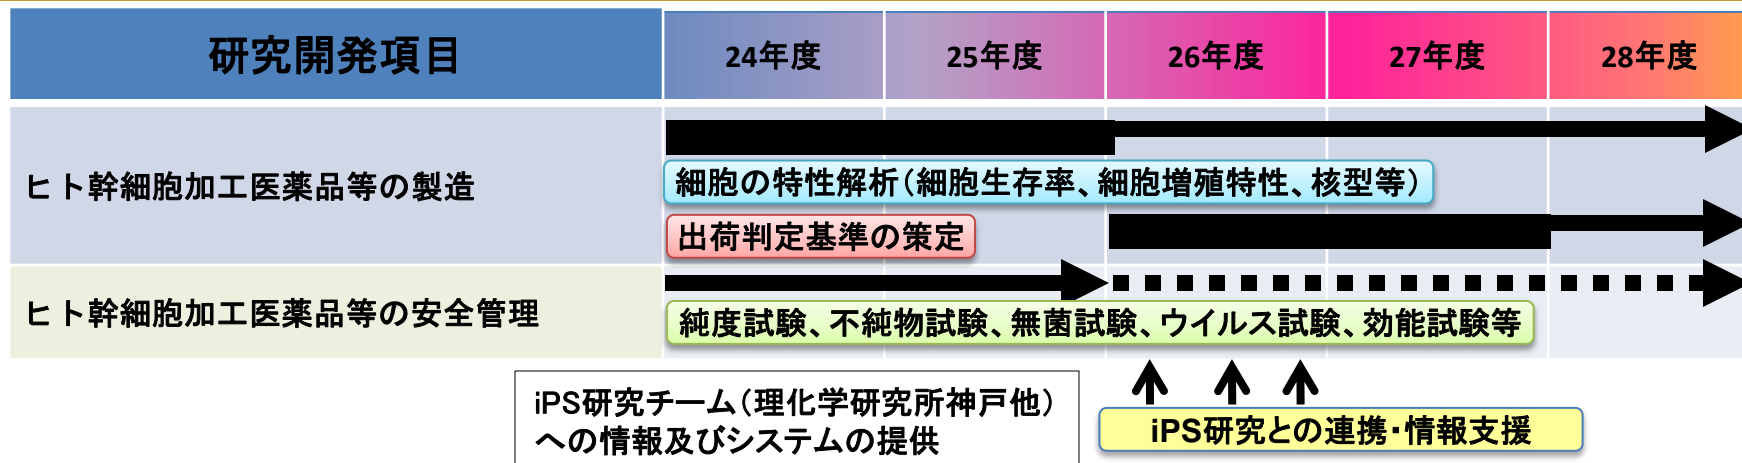 研究開発項目
24年度
25年度
26年度
27年度
28年度
ヒト幹細胞加工医薬品等の製造
細胞の特性解析（細胞生存率、細胞増殖特性、核型等）
出荷判定基準の策定
ヒト幹細胞加工医薬品等の安全管理
純度試験、不純物試験、無菌試験、ウイルス試験、効能試験等
iPS研究チーム（理化学研究所神戸他）
への情報及びシステムの提供
iPS研究との連携・情報支援